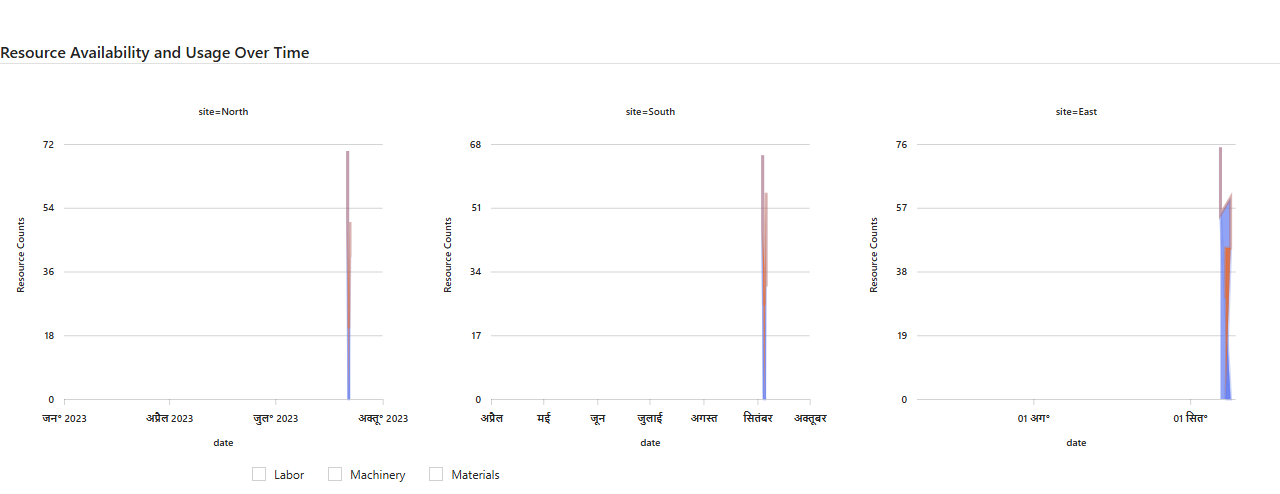 Resource Availability and Usage Over Time
site=North
72
54
36
18
0
Resource Counts
जन° 2023 अप्रैल 2023 जुल° 2023 अक्तू° 2023
date
site=South
68
51
34
17
0
Resource Counts
अप्रैल मई जून जुलाई अगस्त सितंबर अक्तूबर
date
site=East
76
57
38
19
0
Resource Counts
01 अग° 01 सित°
date
Labor Machinery Materials